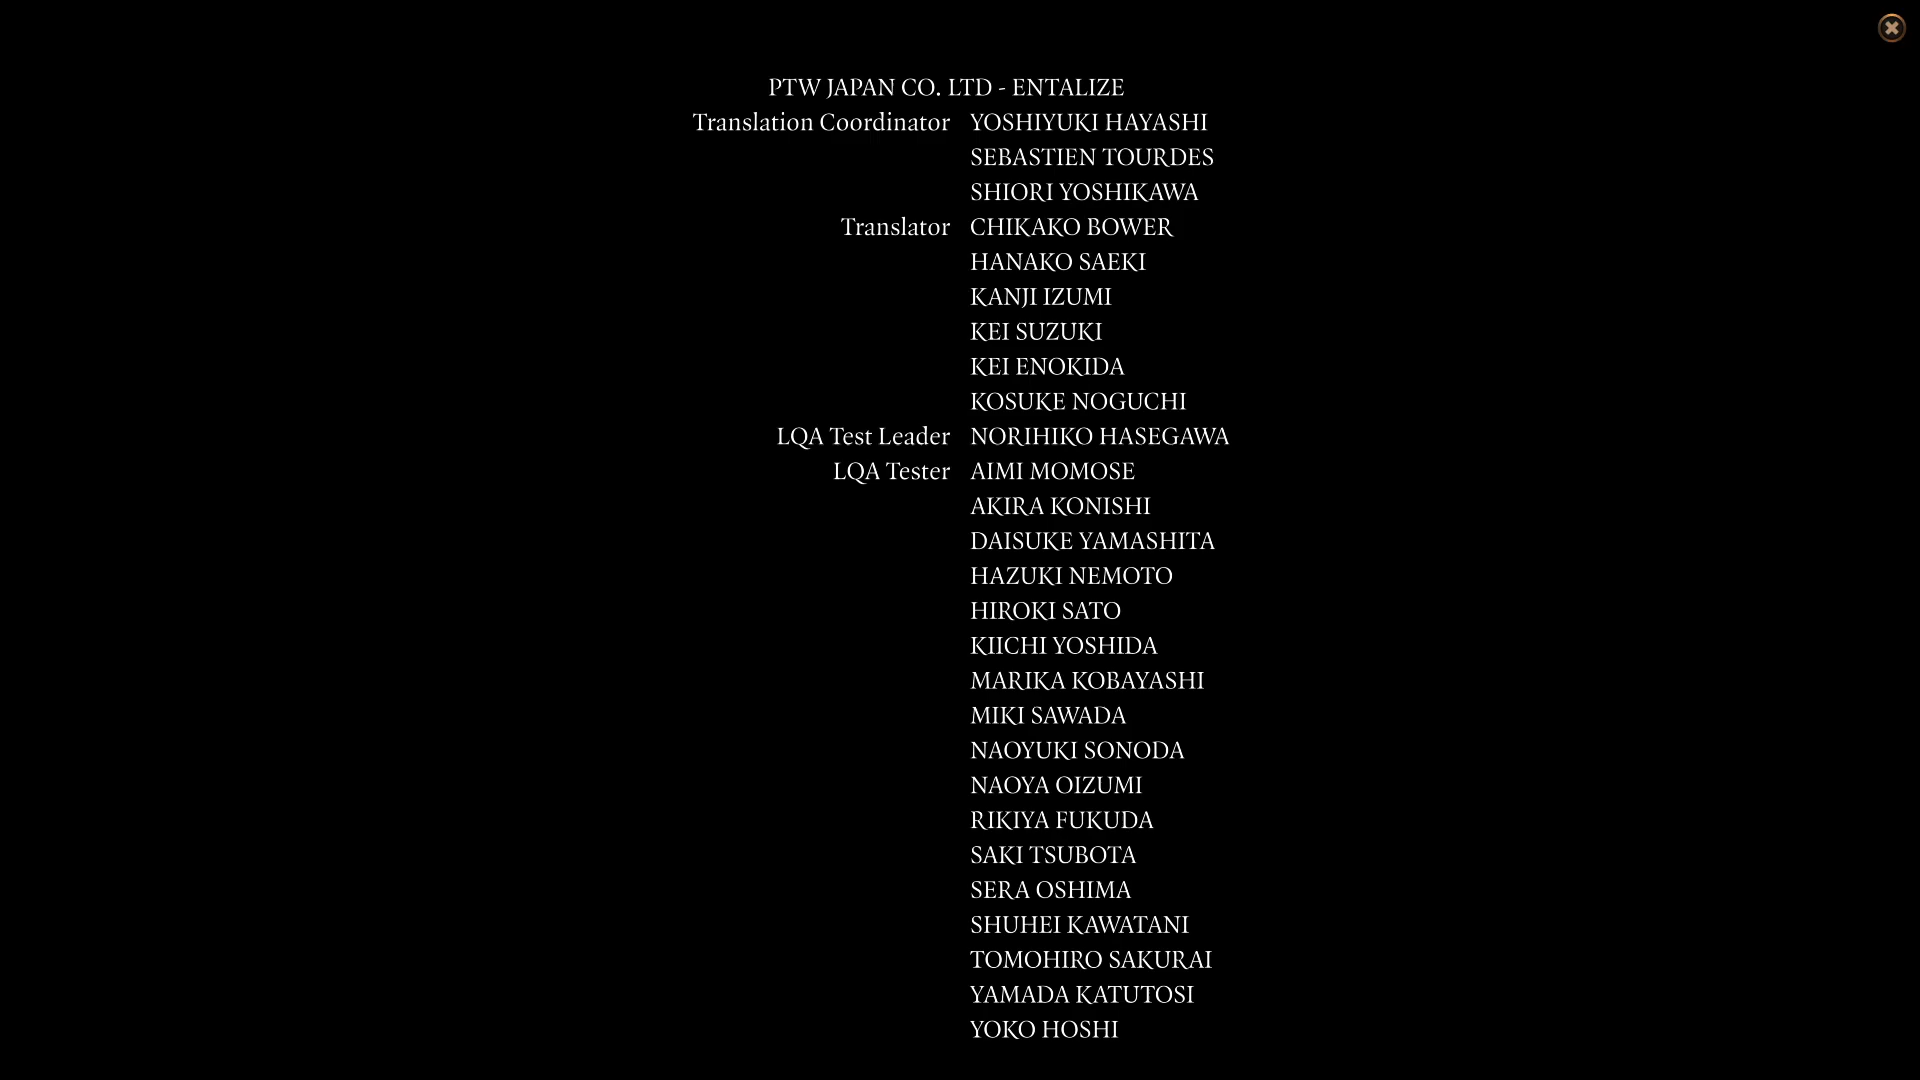 PTW JAPAN CO. LTD - ENTALIZE
Translation Coordinator YOSHIYUKI HAYASHI
SEBASTIEN TOURDES
SHIORI YOSHIKAWA
Translator CHIKAKO BOWER
HANAKO SAEKI
KANJI IZUMI
KEI SUZUKI
KEI ENOKIDA
KOSUKE NOGUCHI
LQA Test Leader NORIHIKO HASEGAWA
LQA Tester AIMI MOMOSE
AKIRA KONISHI
DAISUKE YAMASHITA
HAZUKI NEMOTO
HIROKI SATO
KIICHI YOSHIDA
MARIKA KOBAYASHI
MIKI SAWADA
NAOYUKI SONODA
NAOYA OIZUMI
RIKIYA FUKUDA
SAKI TSUBOTA
SERA OSHIMA
SHUHEI KAWATANI
TOMOHIRO SAKURAI
YAMADA KATUTOSI
YOKO HOSHI